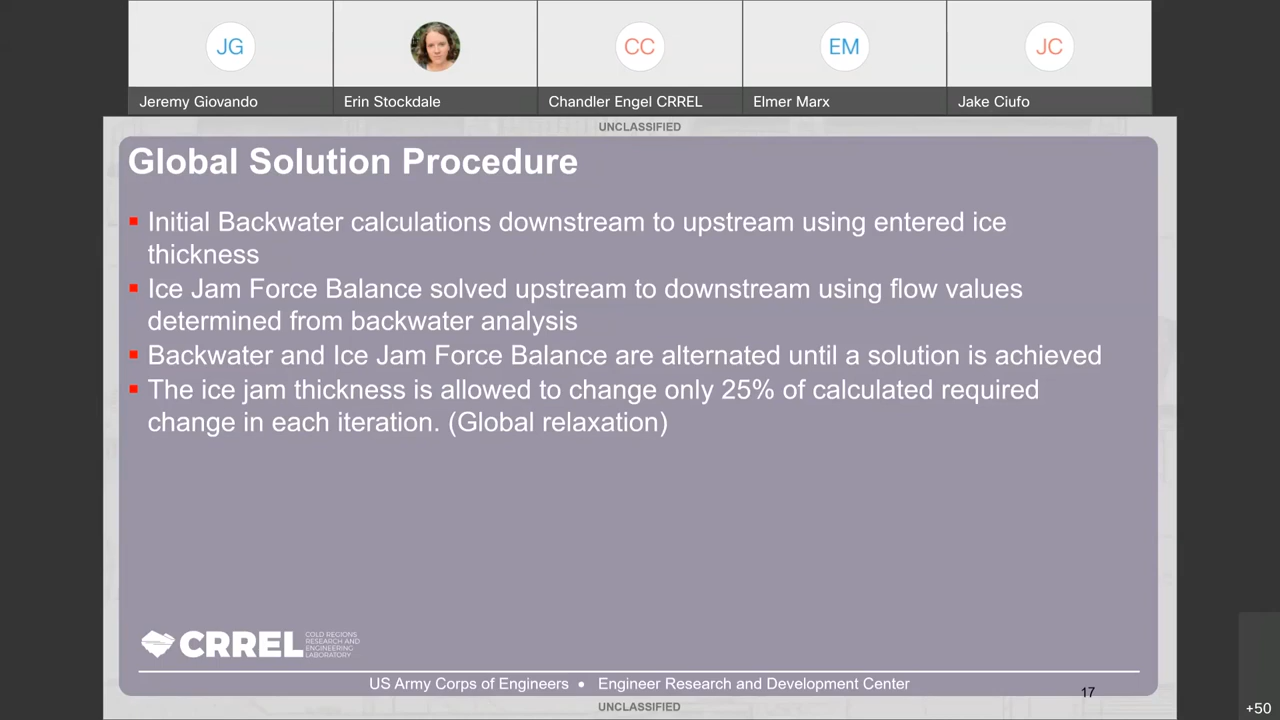 JG
CC
EM
JC
Jeremy Giovando
Erin Stockdale
Chandler Engel CRREL
Elmer Marx
Jake Ciufo
UNCLASSIFIED
Global Solution Procedure
Initial Backwater calculations downstream to upstream using entered ice
thickness
Ice Jam Force Balance solved upstream to downstream using flow values
determined from backwater analysis
Backwater and Ice Jam Force Balance are alternated until a solution is achieved
The ice jam thickness is allowed to change only 25% of calculated required
change in each iteration. (Global relaxation)
CRREL
COLD REGIONS
RESEARCH AND
ENGINEERING
LABORATORY
US Army Corps of Engineers • Engineer Research and Development Center
17
UNCLASSIFIED
+50